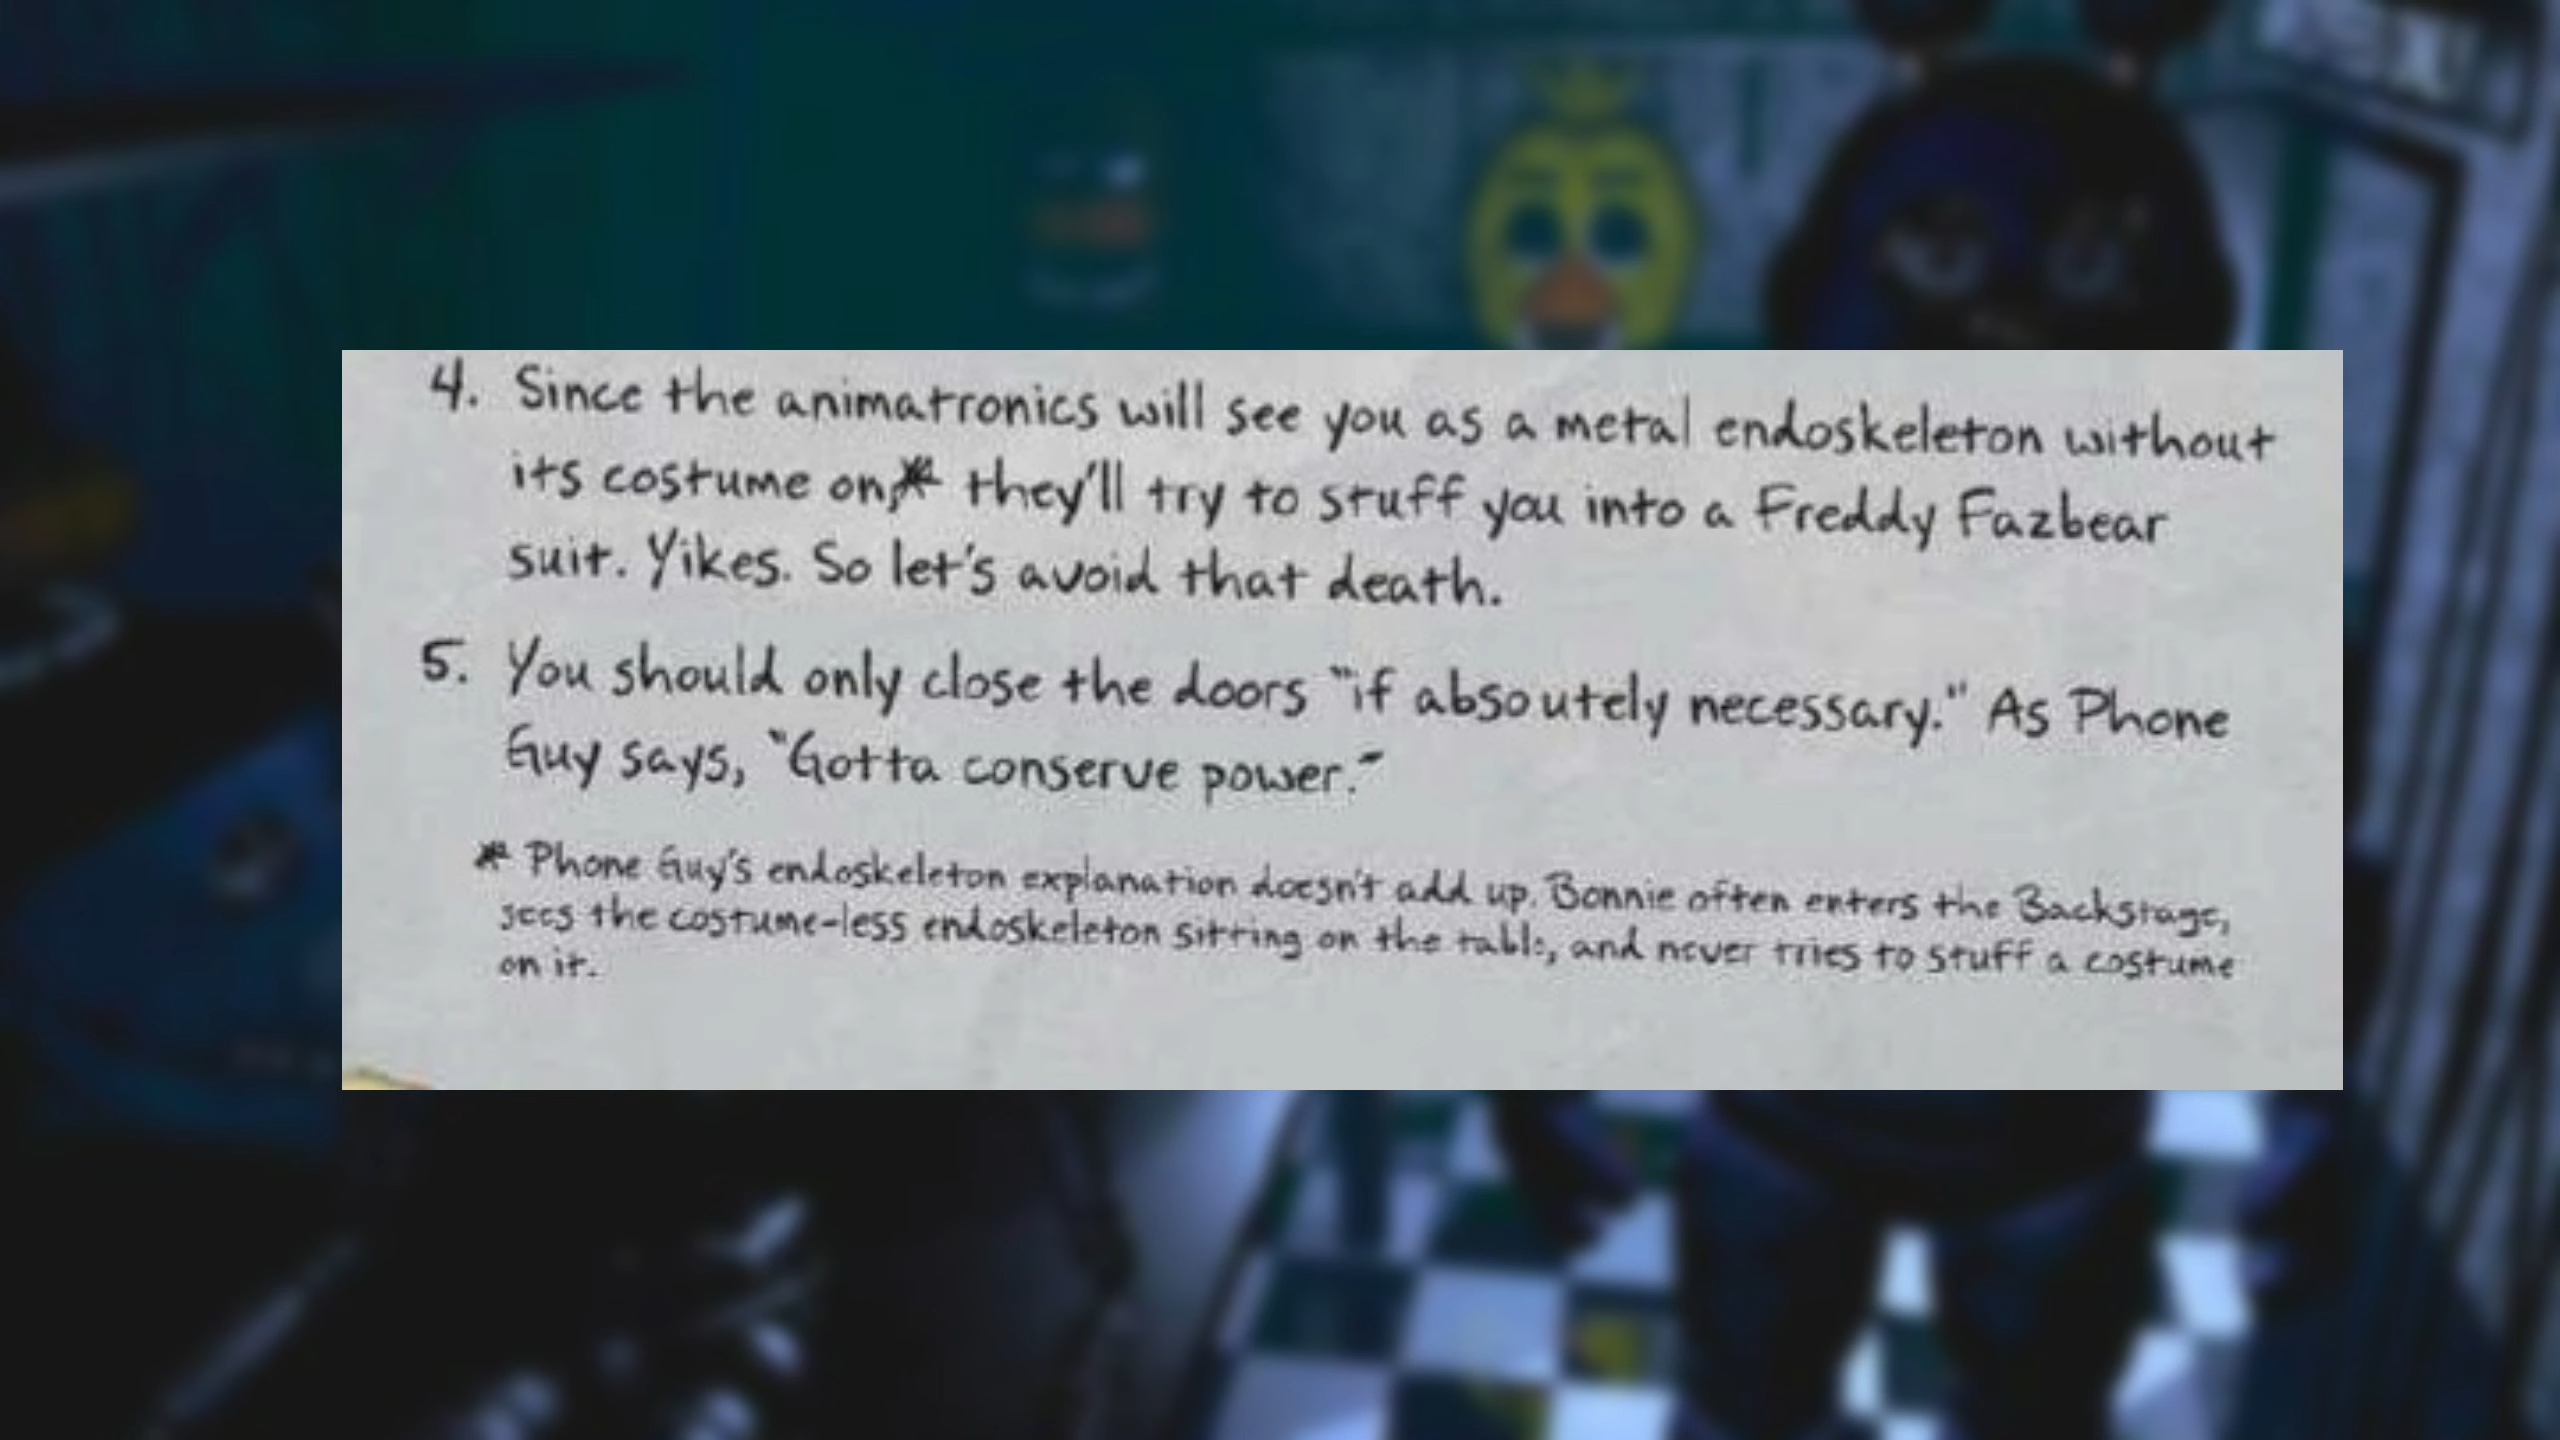 4. Since the animatronics will see you as a metal endoskeleton without
its costume on,* they'll try to stuff you into a Freddy Fazbear
suit. Yikes. So let's avoid that death.
5. You should only close the doors "if absoutely necessary." As Phone
Guy says, "Gotta conserve power."
* Phone Guy's endoskeleton explanation doesn't add up. Bonnie often enters the Backstage,
sees the costume-less endoskeleton sitting on the table, and never tries to stuff a costume
on it.